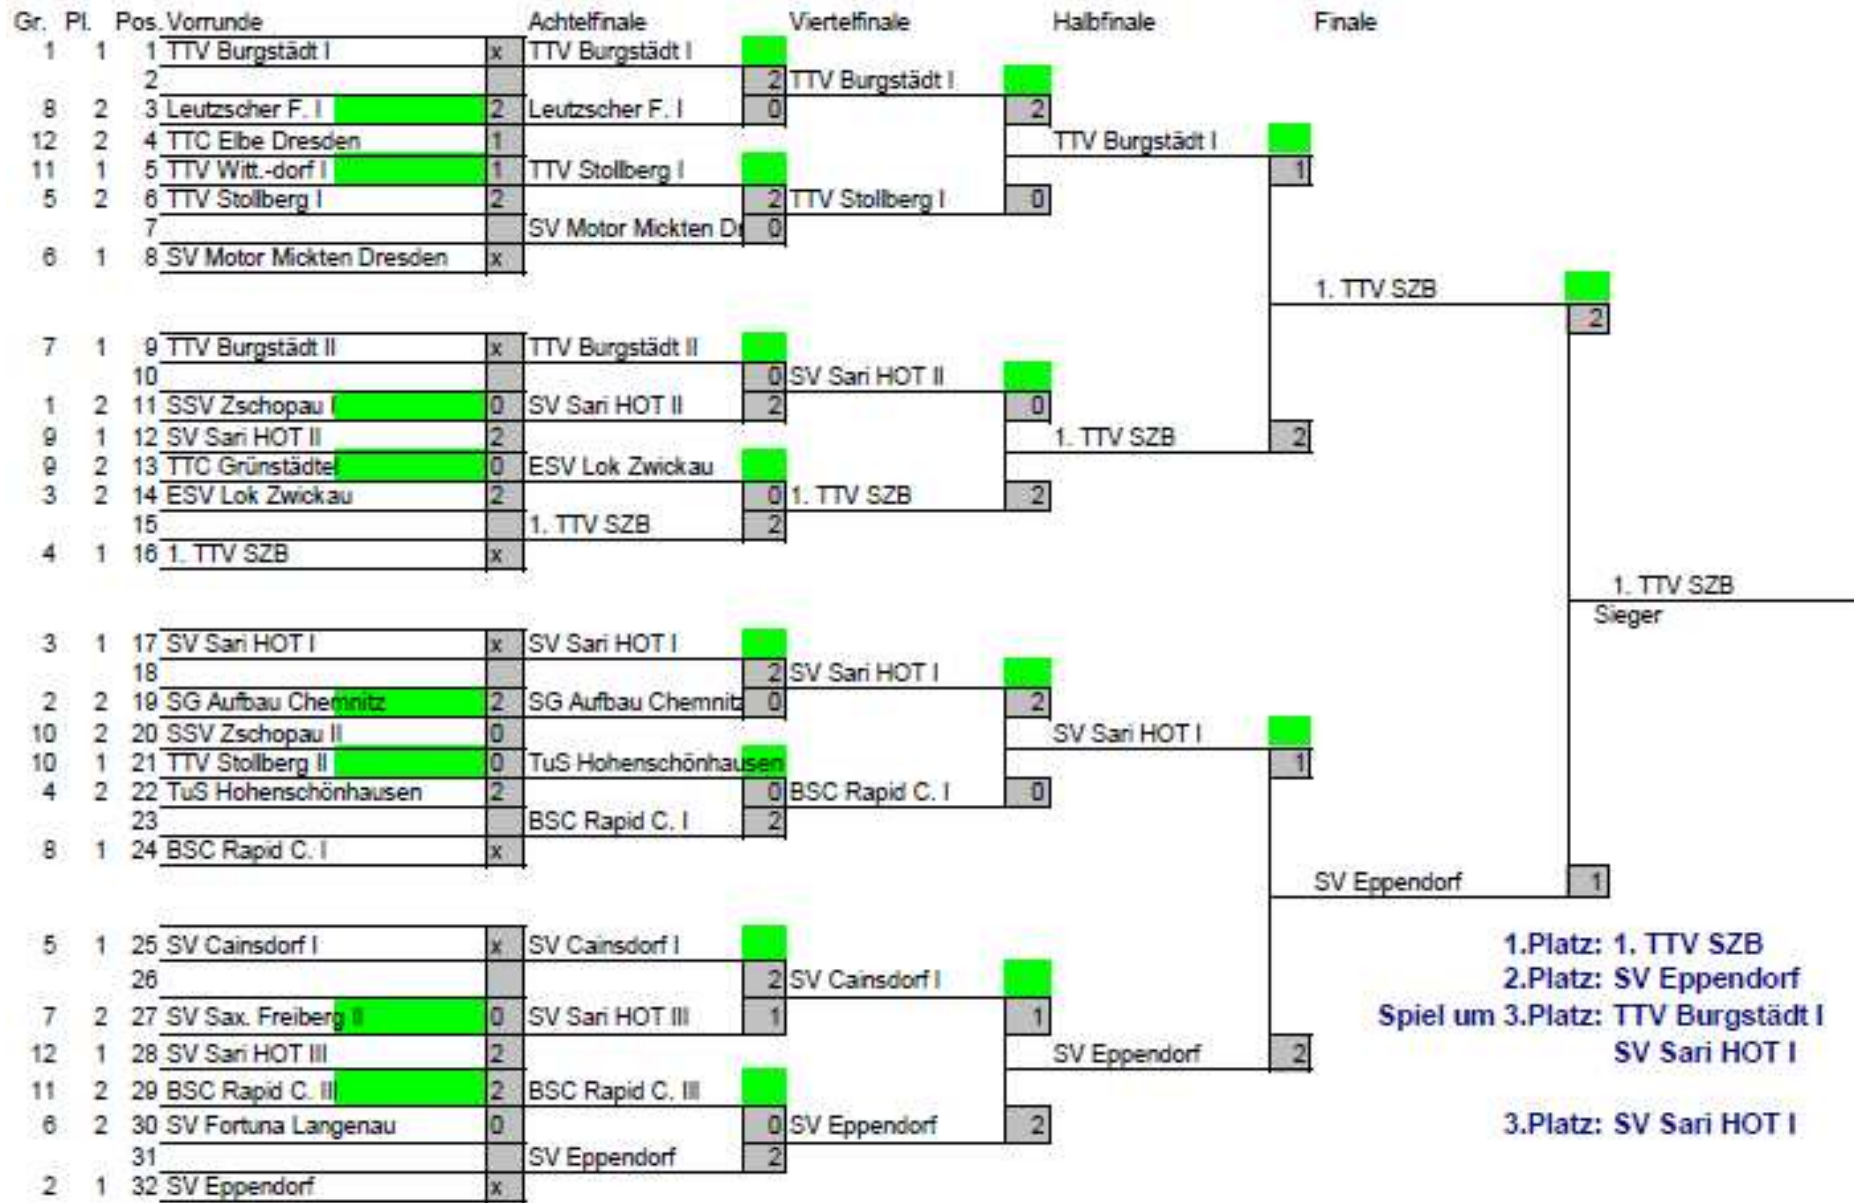 Gr. Pl. Pos. Vorrunde Achtelfinale Viertelfinale Halbfinale Finale
1 1 1 TTV Burgstädt I x TTV Burgstädt I
2 2 TTV Burgstädt I
8 2 3 Leutzscher F. I 2 Leutzscher F. I 0 2
12 2 4 TTC Elbe Dresden 1 TTV Burgstädt I
11 1 5 TTV Witt.-dorf I 1 TTV Stollberg I 1
5 2 6 TTV Stollberg I 2 2 TTV Stollberg I 0
7 SV Motor Mickten Dr 0
6 1 8 SV Motor Mickten Dresden x
1. TTV SZB
2
7 1 9 TTV Burgstädt II x TTV Burgstädt II
10 0 SV Sari HOT II
1 2 11 SSV Zschopau I 0 SV Sari HOT II 2 0
9 1 12 SV Sari HOT II 2 1. TTV SZB 2
9 2 13 TTC Grünstädtel 0 ESV Lok Zwickau
3 2 14 ESV Lok Zwickau 2 0 1. TTV SZB 2
15 1. TTV SZB 2
4 1 16 1. TTV SZB x
1. TTV SZB
Sieger
3 1 17 SV Sari HOT I x SV Sari HOT I
18 2 SV Sari HOT I
2 2 19 SG Aufbau Chemnitz 2 SG Aufbau Chemnitz 0 2
10 2 20 SSV Zschopau II 0 SV Sari HOT I
10 1 21 TTV Stollberg II 0 TuS Hohenschönhausen 1
4 2 22 TuS Hohenschönhausen 2 0 BSC Rapid C. I 0
23 BSC Rapid C. I 2
8 1 24 BSC Rapid C. I x
SV Eppendorf 1
5 1 25 SV Cainsdorf I x SV Cainsdorf I 1.Platz: 1. TTV SZB
26 2 SV Cainsdorf I 2.Platz: SV Eppendorf
7 2 27 SV Sax. Freiberg II 0 SV Sari HOT III 1 1 Spiel um 3.Platz: TTV Burgstädt I
12 1 28 SV Sari HOT III 2 SV Eppendorf 2 SV Sari HOT I
11 2 29 BSC Rapid C. III 2 BSC Rapid C. III
6 2 30 SV Fortuna Langenau 0 0 SV Eppendorf 2 3.Platz: SV Sari HOT I
31 SV Eppendorf 2
2 1 32 SV Eppendorf x